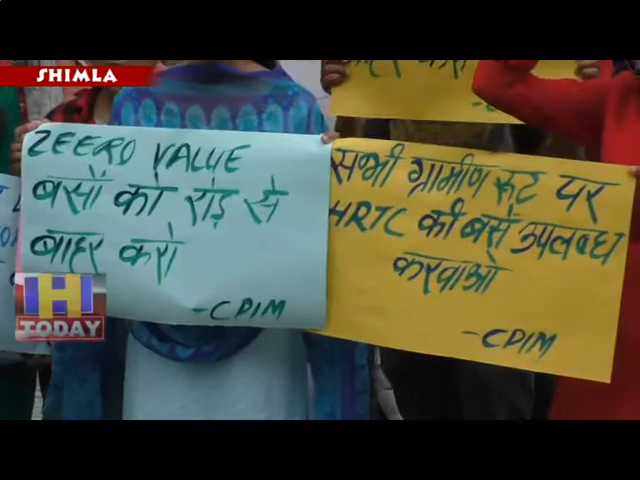 SHIMLA
ZEERO VALUE
बसों को रोड़ से
बाहर करो
-CPIM
सभी ग्रामीण रूट पर
HRTC की बसें उपलब्ध
करवाओ
-CPIM
H
TODAY